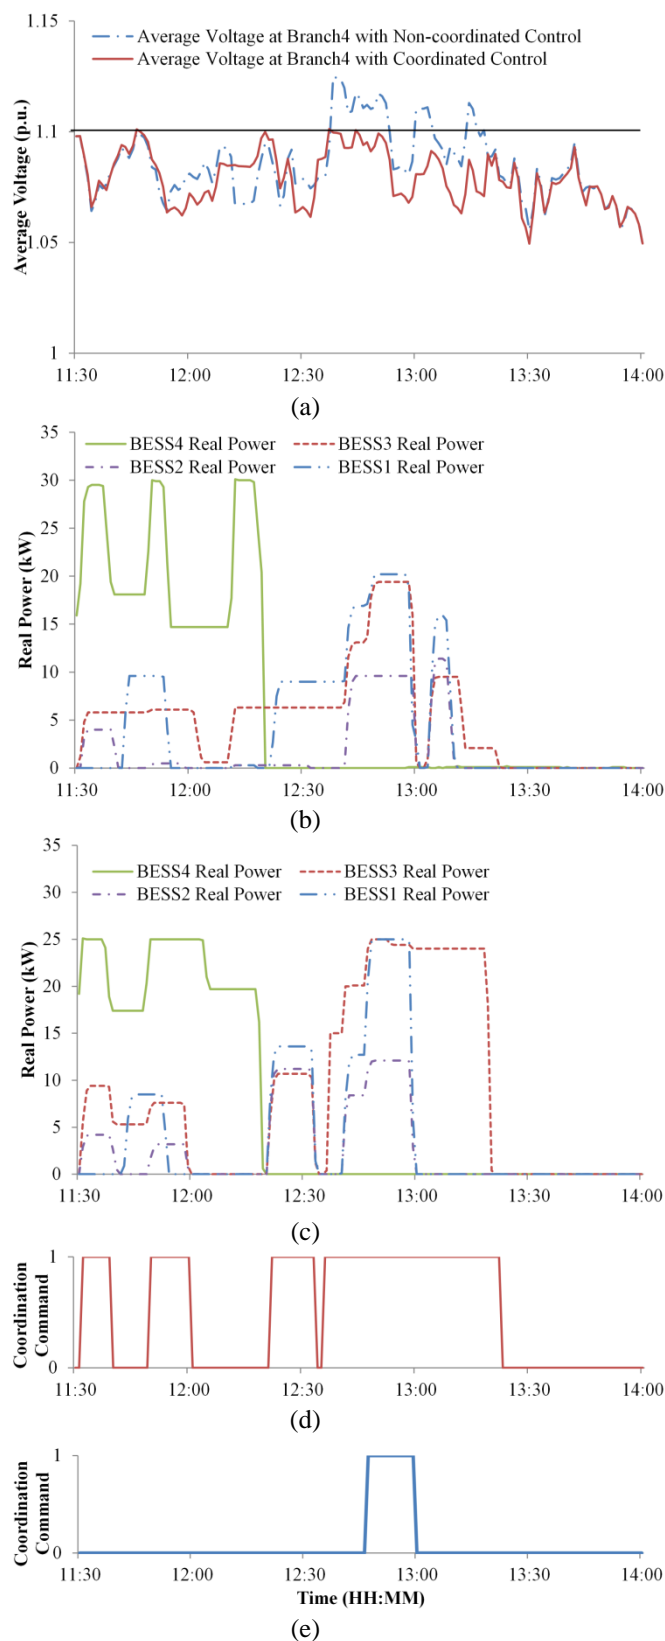 1.15
Average Voltage at Branch4 with Non-coordinated Control
Average Voltage at Branch4 with Coordinated Control
1.1
1.05
1
Average Voltage (p.u.)
11:30 12:00 12:30 13:00 13:30 14:00
(a)
35
BESS4 Real Power BESS3 Real Power
BESS2 Real Power BESS1 Real Power
30
25
20
15
10
5
0
Real Power (kW)
11:30 12:00 12:30 13:00 13:30 14:00
(b)
35
BESS4 Real Power BESS3 Real Power
BESS2 Real Power BESS1 Real Power
30
25
20
15
10
5
0
Real Power (kW)
11:30 12:00 12:30 13:00 13:30 14:00
(c)
1
0
Coordination
Command
11:30 12:00 12:30 13:00 13:30 14:00
(d)
1
0
Coordination
Command
11:30 12:00 12:30 13:00 13:30 14:00
Time (HH:MM)
(e)